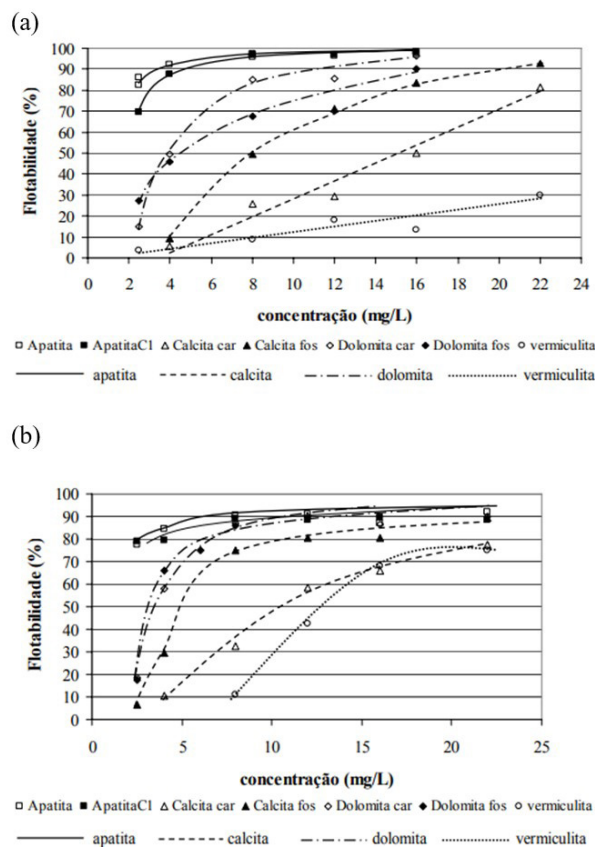 (a)
Flotabilidade (%)
100
90
80
70
60
50
40
30
20
10
0
0 2 4 6 8 10 12 14 16 18 20 22 24
concentração (mg/L)
Apatita ApatitaC1 Calcita car Calcita fos Dolomita car Dolomita fos vermiculita
apatita calcita dolomita vermiculita
(b)
Flotabilidade (%)
100
90
80
70
60
50
40
30
20
10
0
0 5 10 15 20 25
concentração (mg/L)
Apatita ApatitaC1 Calcita car Calcita fos Dolomita car Dolomita fos vermiculita
apatita calcita dolomita vermiculita